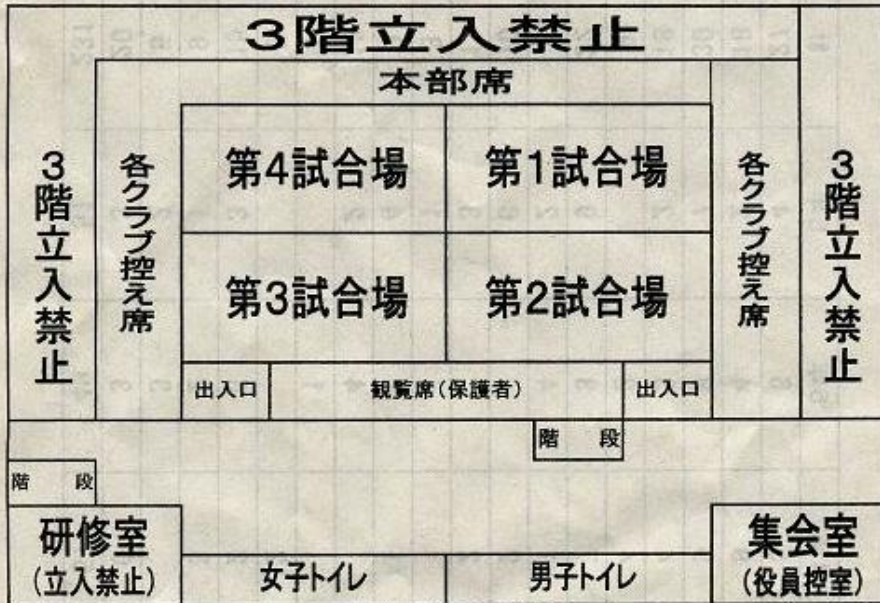 3階立入禁止
本部席
3階立入禁止
各クラブ控え席
第4試合場
第1試合場
各クラブ控え席
3階立入禁止
第3試合場
第2試合場
出入口
観覧席(保護者)
出入口
階 段
階 段
研修室
(立入禁止)
女子トイレ
男子トイレ
集会室
(役員控室)